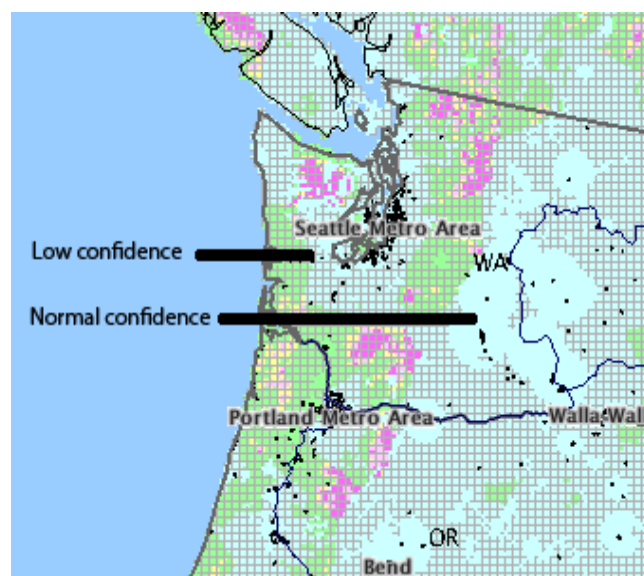 Seattle Metro Area
Low confidence
WA
Normal confidence
Portland Metro Area
Walla Wal
OR
Bend